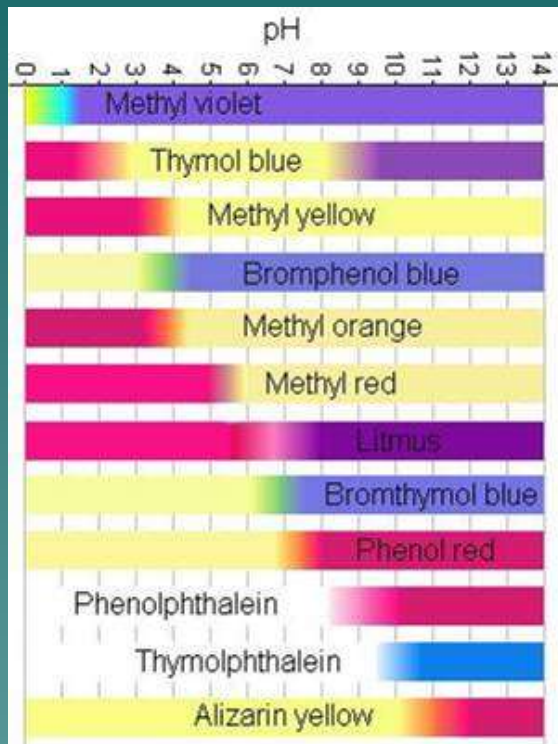 pH
0 1 2 3 4 5 6 7 8 9 10 11 12 13 14
Methyl violet
Thymol blue
Methyl yellow
Bromphenol blue
Methyl orange
Methyl red
Litmus
Bromthymol blue
Phenol red
Phenolphthalein
Thymolphthalein
Alizarin yellow